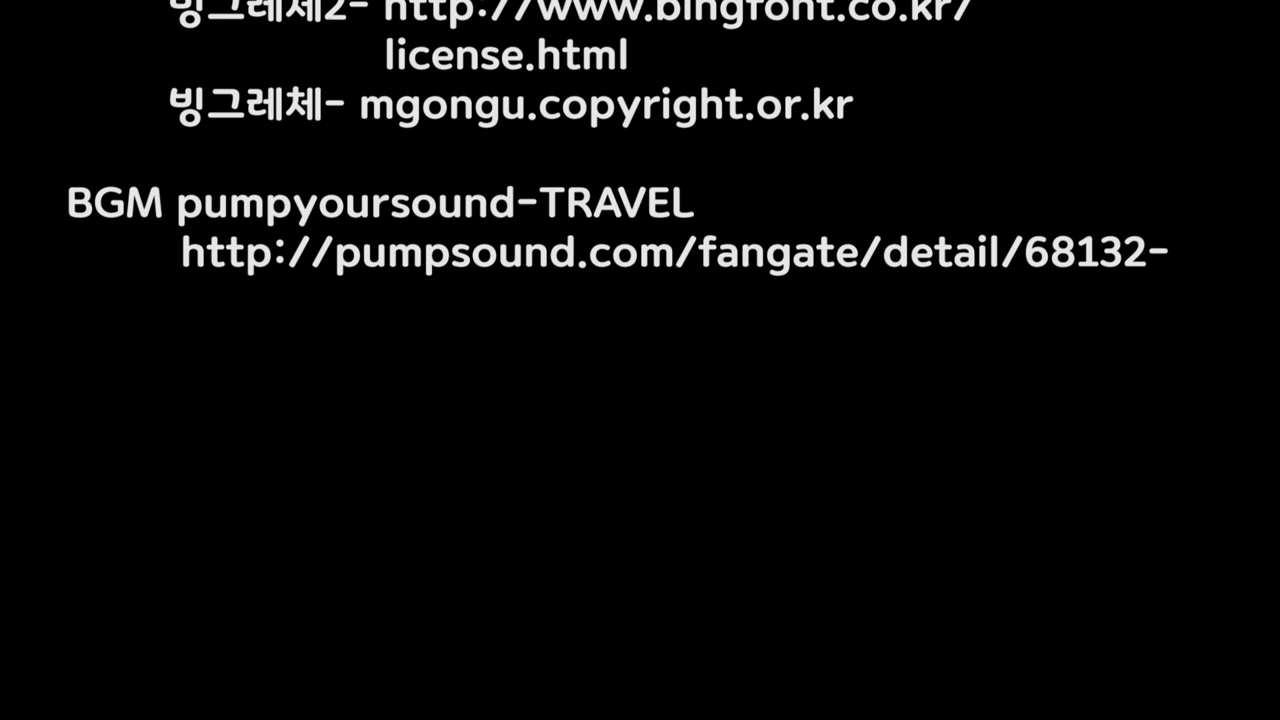 빙그레체2- http://www.bingfont.co.kr/
license.html
빙그레체- mgongu.copyright.or.kr
BGM pumpyoursound-TRAVEL
http://pumpsound.com/fangate/detail/68132-